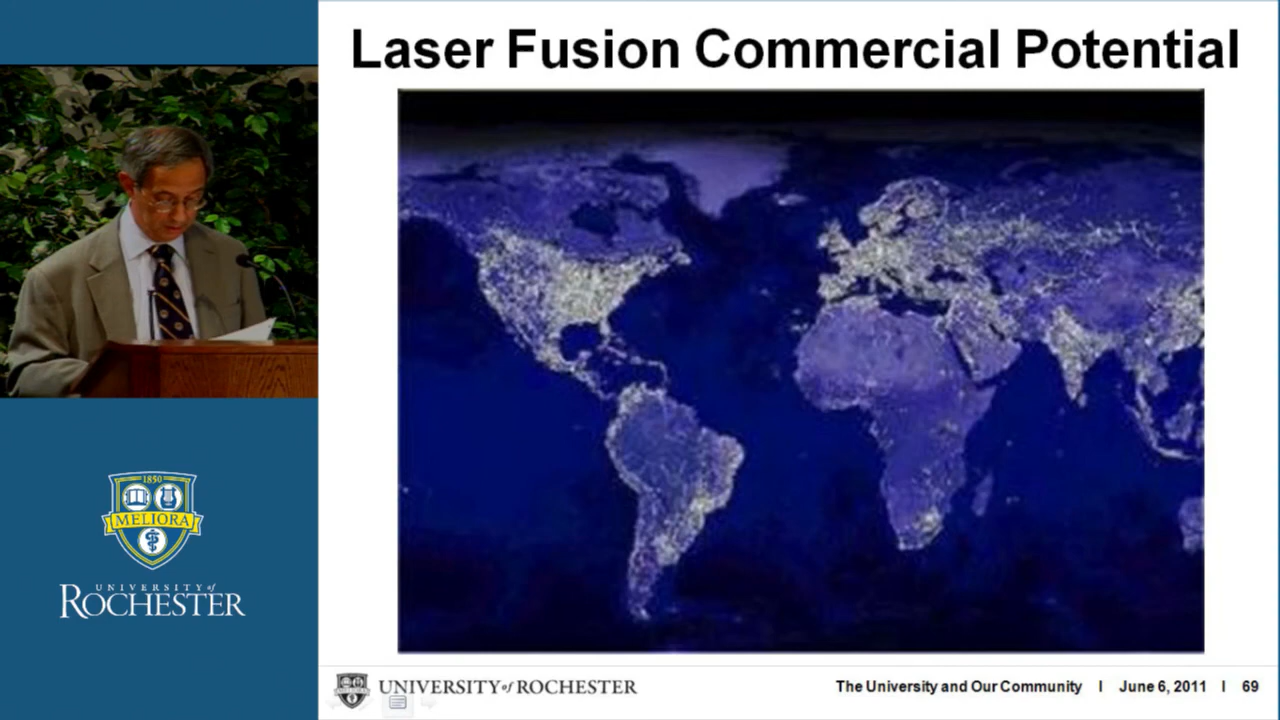 Laser Fusion Commercial Potential
1850
MELIORA
UNIVERSITY of
ROCHESTER
UNIVERSITY of ROCHESTER
The University and Our Community | June 6, 2011 | 69